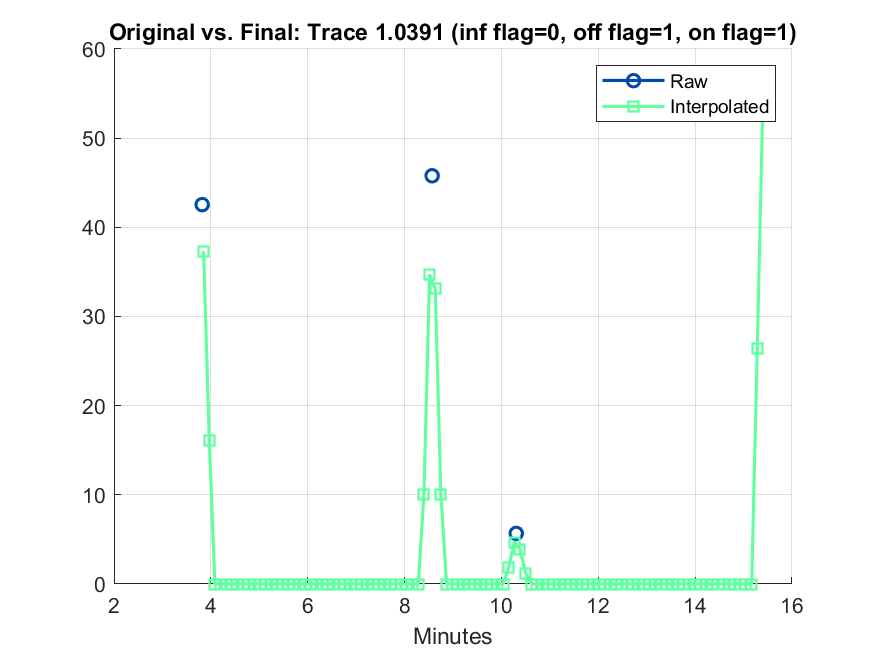 Original vs. Final: Trace 1.0391 (inf flag=0, off flag=1, on flag=1)
60
50
40
30
20
10
0
Raw
Interpolated
2 4 6 8 10 12 14 16
Minutes